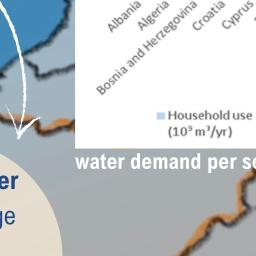 Albania
Algeria
Bosnia and Herzegovina
Croatia
Cyprus
Household use
(10⁹ m³/yr)
water demand per se
er
ge